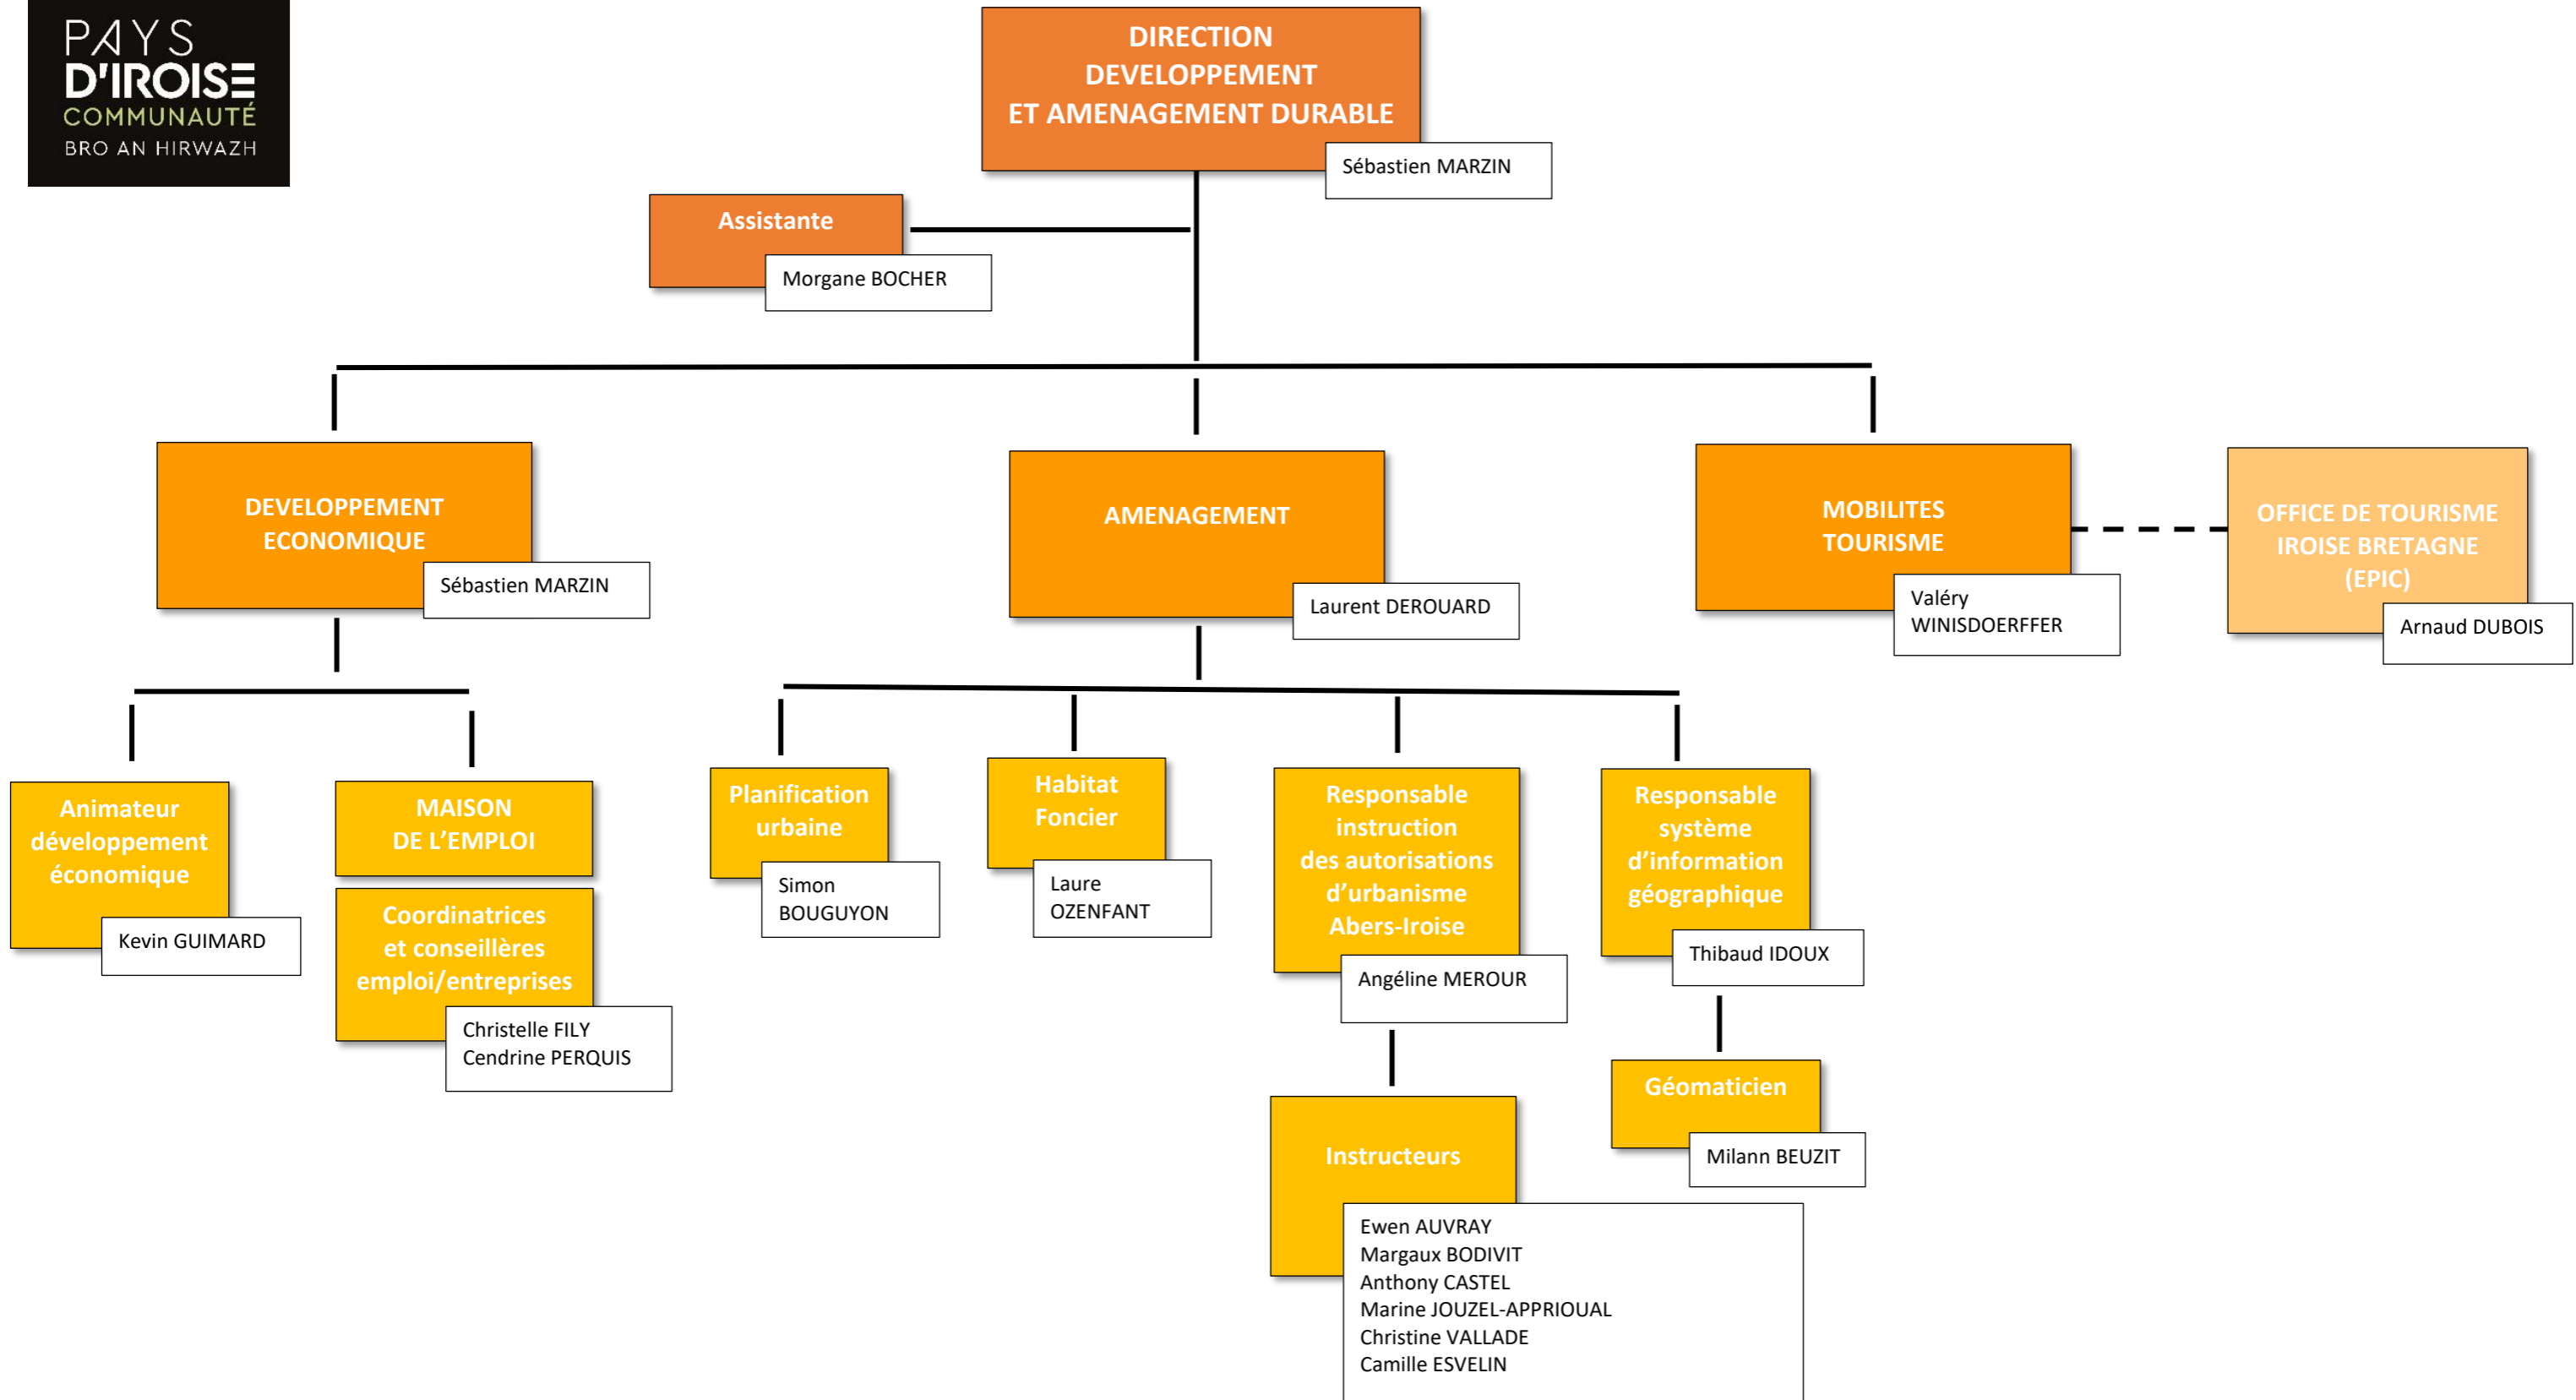 PAYS
D'IROISE
COMMUNAUTÉ
BRO AN HIRWAZH
DIRECTION
DEVELOPPEMENT
ET AMENAGEMENT DURABLE
Sébastien MARZIN
Assistante
Morgane BOCHER
DEVELOPPEMENT
ECONOMIQUE
Sébastien MARZIN
AMENAGEMENT
Laurent DEROUARD
MOBILITES
TOURISME
Valéry
WINISDOERFFER
OFFICE DE TOURISME
IROISE BRETAGNE
(EPIC)
Arnaud DUBOIS
Animateur
développement
économique
Kevin GUIMARD
MAISON
DE L’EMPLOI
Coordinatrices
et conseillères
emploi/entreprises
Christelle FILY
Cendrine PERQUIS
Planification
urbaine
Simon
BOUGUYON
Habitat
Foncier
Laure
OZENFANT
Responsable
instruction
des autorisations
d’urbanisme
Abers-Iroise
Angéline MEROUR
Instructeurs
Ewen AUVRAY
Margaux BODIVIT
Anthony CASTEL
Marine JOUZEL-APPRIOUAL
Christine VALLADE
Camille ESVELIN
Responsable
système
d’information
géographique
Thibaud IDOUX
Géomaticien
Milann BEUZIT